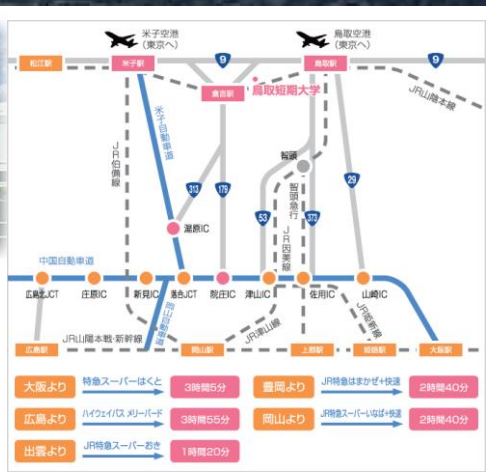 米子空港
(東京へ)
鳥取空港
(東京へ)
9
9
松江駅
米子駅
鳥取駅
倉吉駅
鳥取短期大学
JR山陰本線
米子自動車道
JR伯備線
智頭
智頭急行
JR因美線
313
179
53
373
29
湯原IC
中国自動車道
広島北JCT
庄原IC
新見IC
落合JCT
院庄IC
津山IC
佐用IC
山崎IC
岡山自動車道
JR山陽本戦・新幹線
JR津山線
JR姫新線
広島駅
岡山駅
上郡駅
姫路駅
大阪駅
大阪より
特急スーパーはくと
3時間5分
豊岡より
JR特急はまかぜ+快速
2時間40分
広島より
ハイウェイバス メリーバード
3時間55分
岡山より
JR特急スーパーいなば+快速
2時間40分
出雲より
JR特急スーパーおき
1時間20分